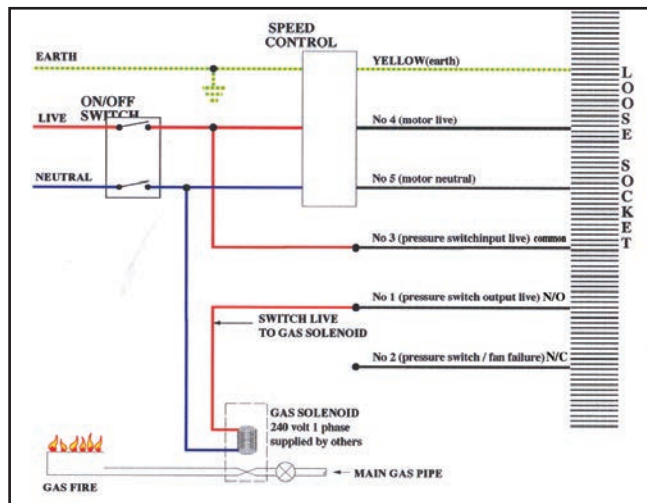 SPEED
CONTROL
EARTH
YELLOW(earth)
ON/OFF
SWITCH
LIVE
No 4 (motor live)
NEUTRAL
No 5 (motor neutral)
No 3 (pressure switchinput live) common
No 1 (pressure switch output live) N/O
SWITCH LIVE
TO GAS SOLENOID
No 2 (pressure switch / fan failure) N/C
GAS SOLENOID
240 volt 1 phase
supplied by others
MAIN GAS PIPE
GAS FIRE
LOOSE SOCKET